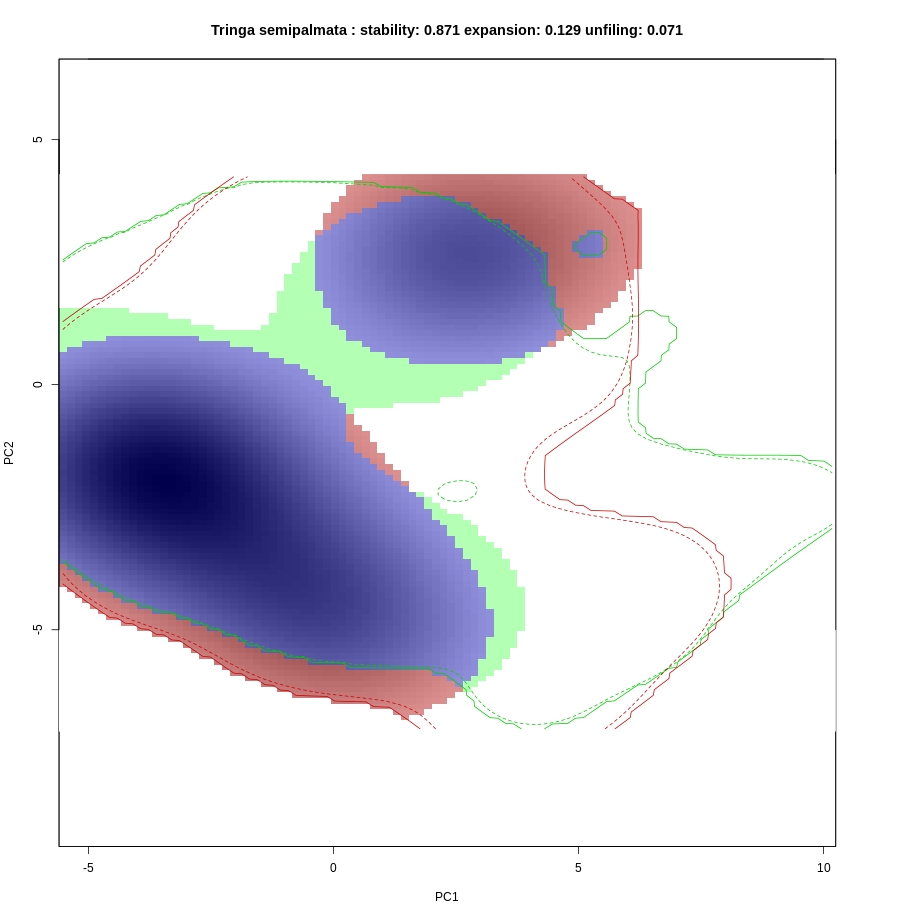 Tringa semipalmata : stability: 0.871 expansion: 0.129 unfiling: 0.071
5
0
-5
PC2
-5 0 5 10
PC1